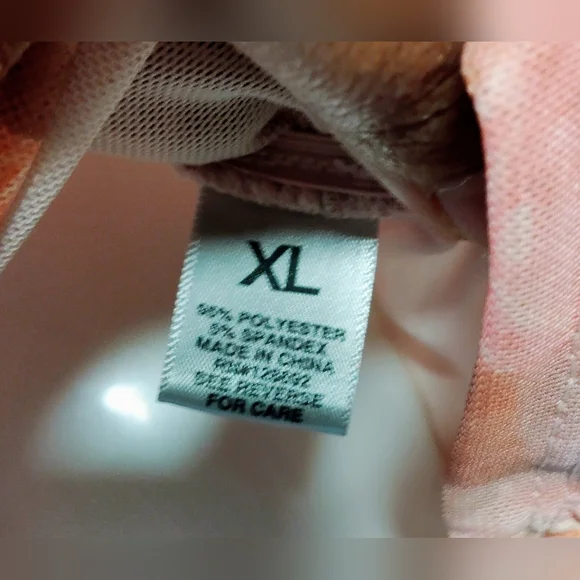 XL
95% POLYESTER
5% SPANDEX
MADE IN CHINA
SEE REVERSE
FOR CARE